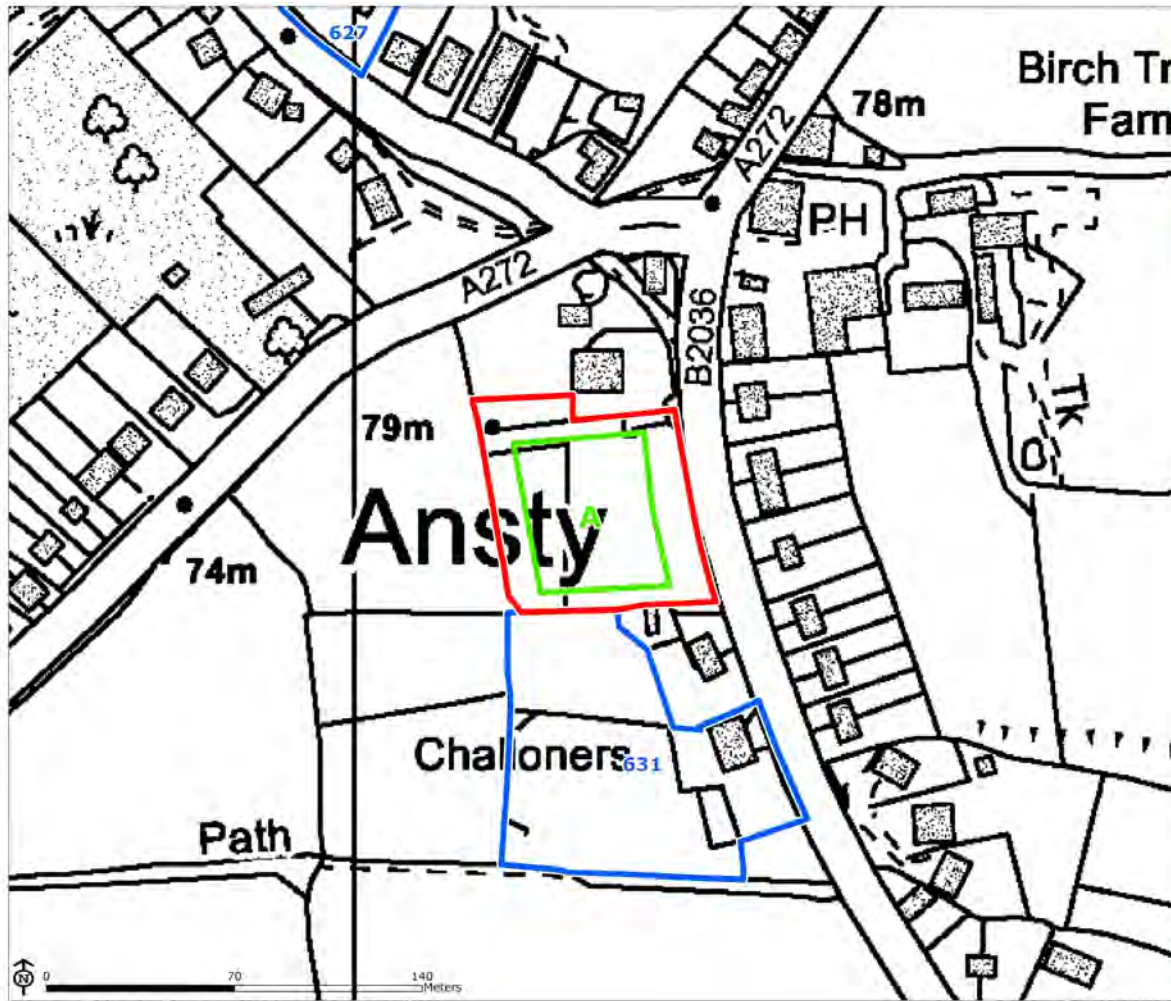 627
Birch Tr
Farm
78m
A272
PH
A272
B2036
TK
79m
Ansty
A
74m
Challoners
631
Path
N
0 70 140
Meters